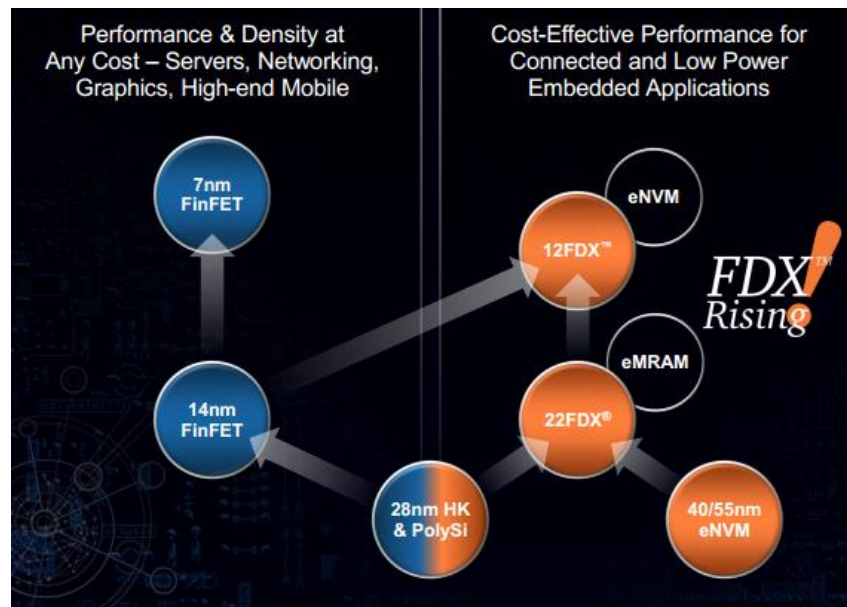 Performance & Density at
Any Cost – Servers, Networking,
Graphics, High-end Mobile
Cost-Effective Performance for
Connected and Low Power
Embedded Applications
7nm
FinFET
eNVM
12FDX™
FDX™
Rising!
eMRAM
14nm
FinFET
22FDX®
28nm HK
& PolySi
40/55nm
eNVM